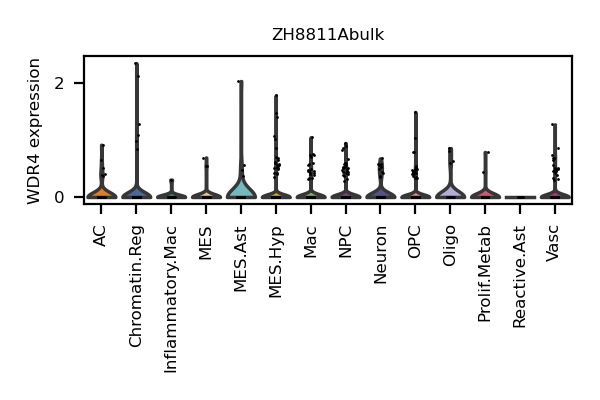 ZH8811Abulk
WDR4 expression
2
0
AC
Chromatin.Reg
Inflammatory.Mac
MES
MES.Ast
MES.Hyp
Mac
NPC
Neuron
OPC
Oligo
Prolif.Metab
Reactive.Ast
Vasc